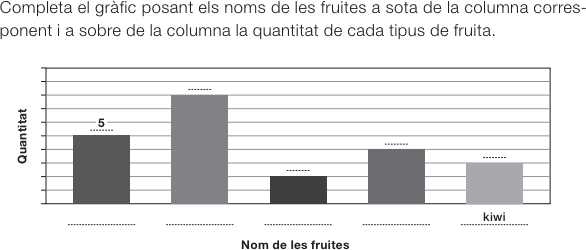 Completa el gràfic posant els noms de les fruites a sota de la columna corres-
ponent i a sobre de la columna la quantitat de cada tipus de fruita.
5
Quantitat
kiwi
Nom de les fruites